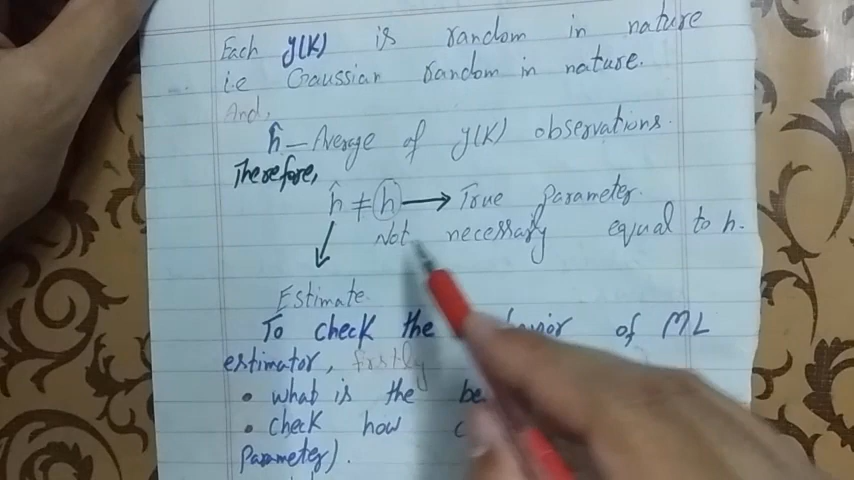 Each y(K) is random in nature
i.e Gaussian random in nature.
And,
ĥ – Average of y(K) observations.
Therefore,
ĥ ≠ h → True parameter.
Not necessary equal to h.
Estimate.
To check the of ML
estimator, firstly
• what is the
• check how
parameter).